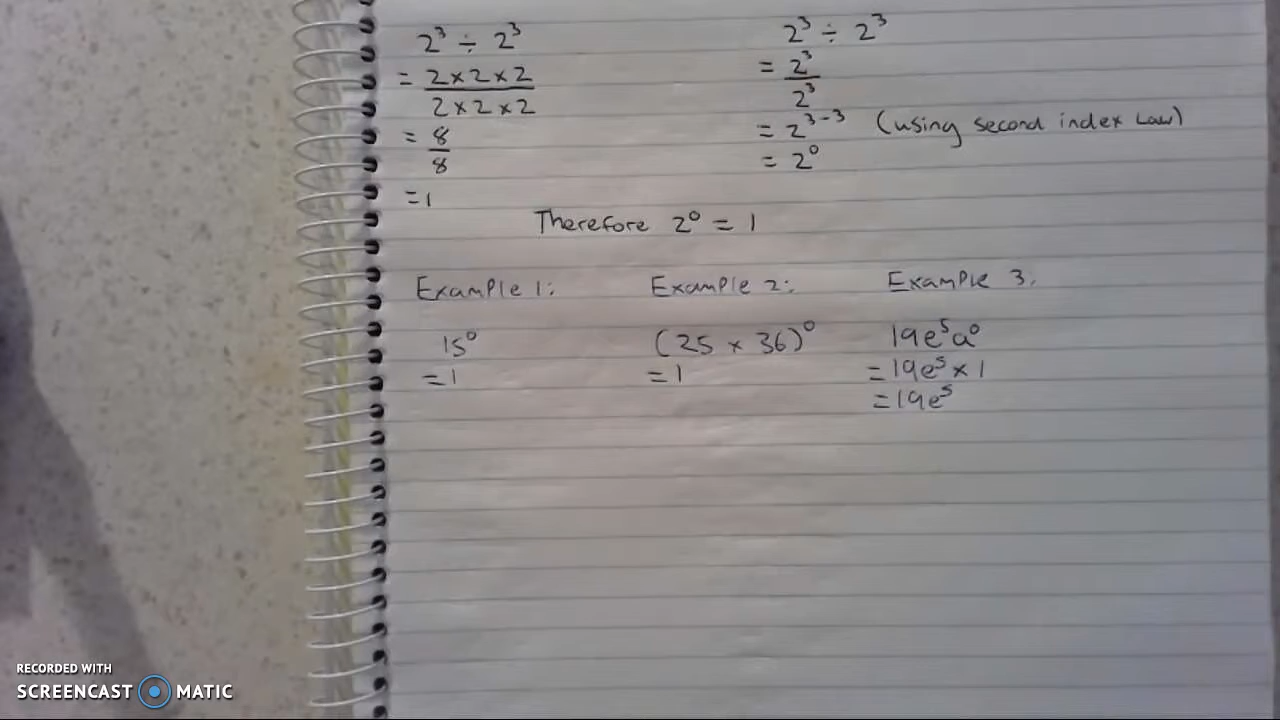 2³ ÷ 2³
= 2 × 2 × 2
2 × 2 × 2
= 8
8
= 1
2³ ÷ 2³
= 2³
2³
= 2³⁻³ (using second index Law)
= 2⁰
Therefore 2⁰ = 1
Example 1:
15⁰
= 1
Example 2:
(25 × 36)⁰
= 1
Example 3.
19e⁵a⁰
= 19e⁵ × 1
= 19e⁵
RECORDED WITH
SCREENCAST MATIC